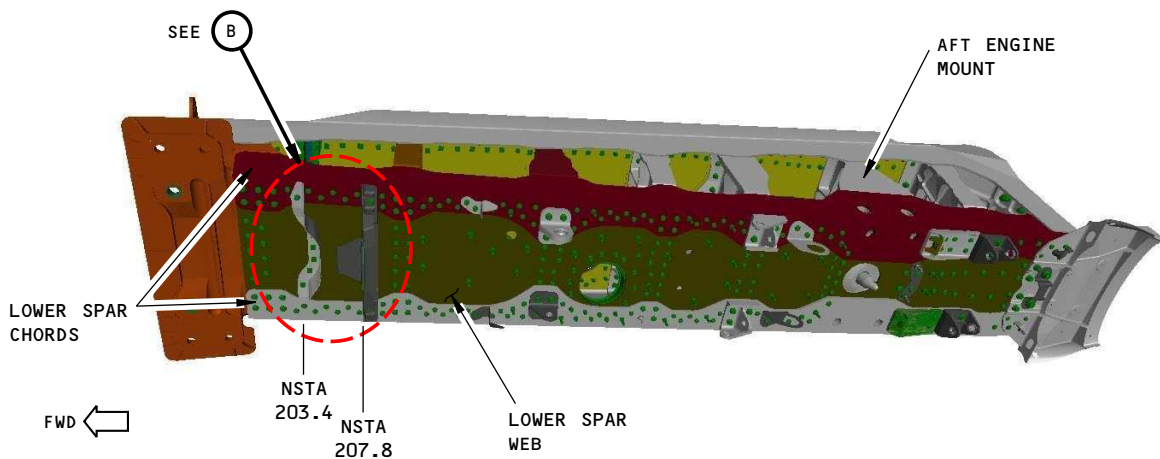 SEE B
AFT ENGINE
MOUNT
LOWER SPAR
CHORDS
NSTA
203.4
NSTA
207.8
LOWER SPAR
WEB
FWD